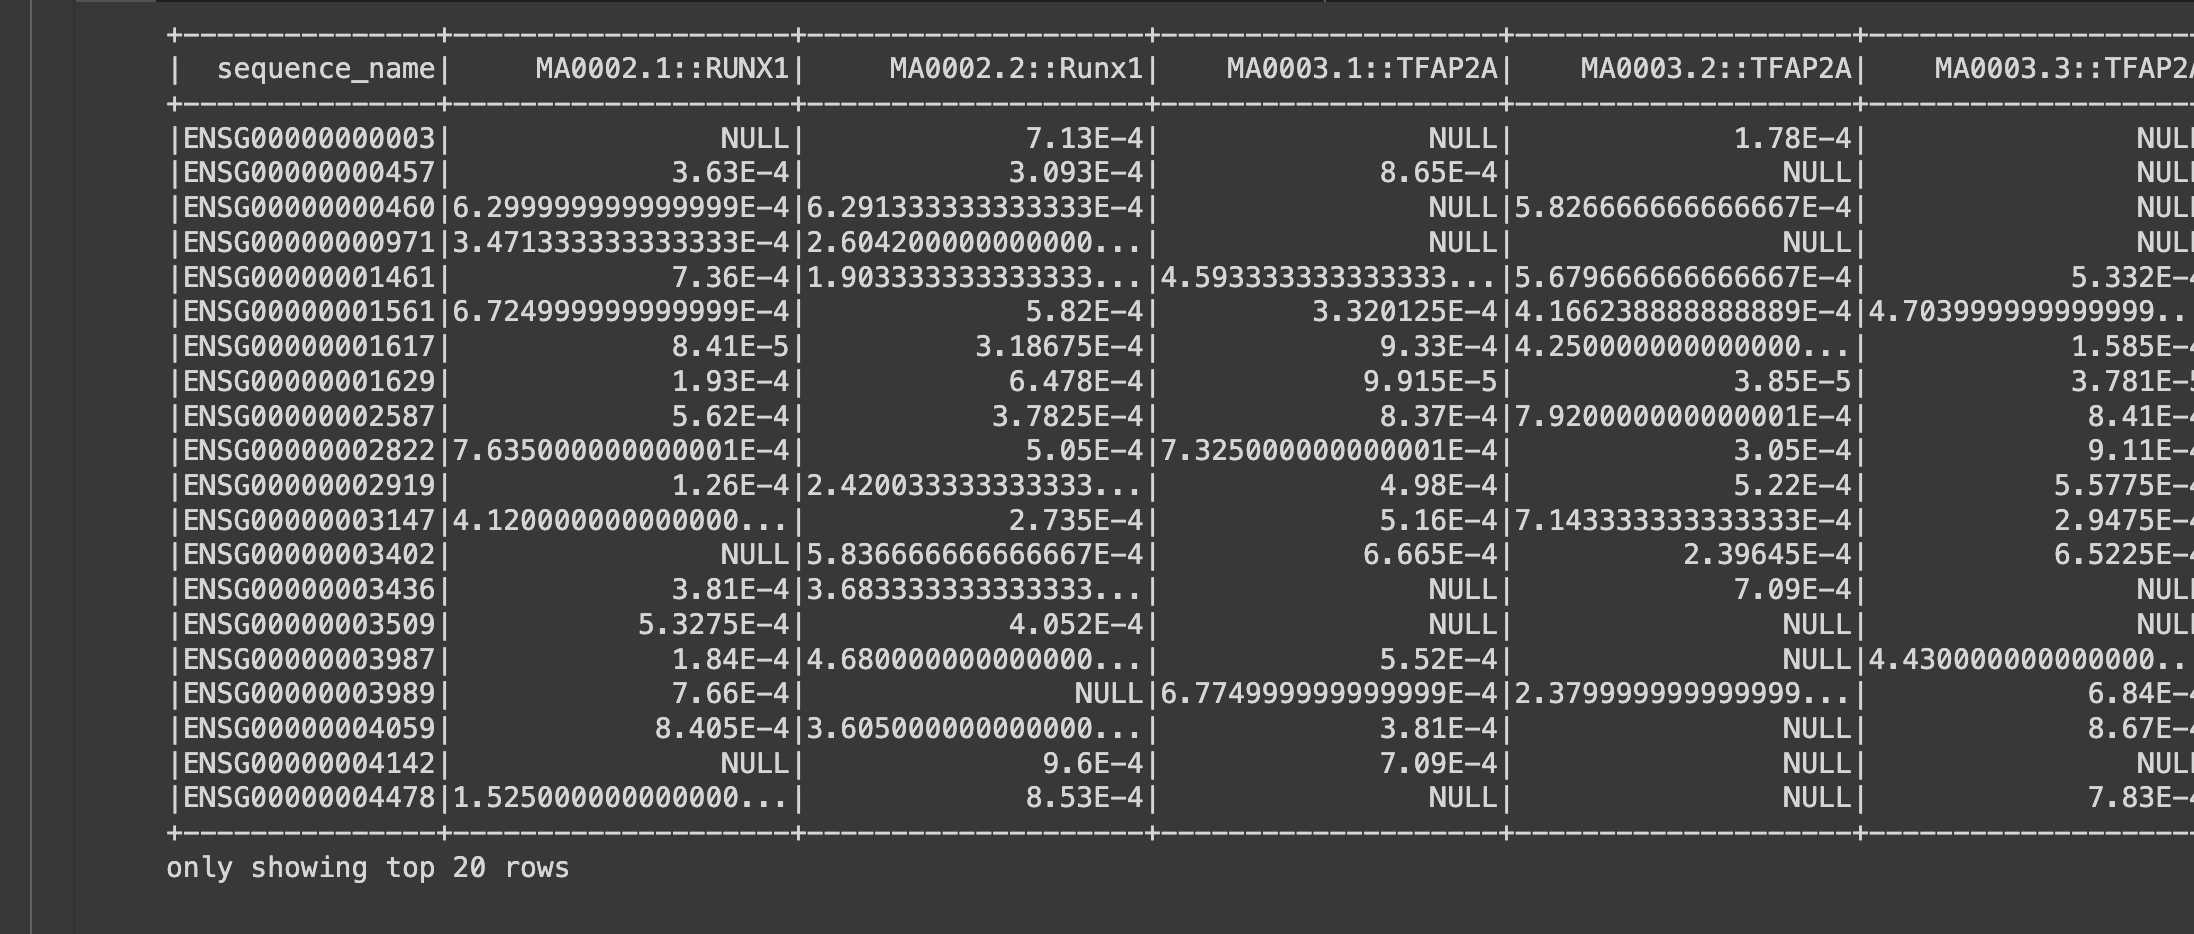 +---------------+--------------------+--------------------+--------------------+--------------------+-------------------
|  sequence_name|     MA0002.1::RUNX1|     MA0002.2::Runx1|    MA0003.1::TFAP2A|    MA0003.2::TFAP2A|    MA0003.3::TFAP2A
+---------------+--------------------+--------------------+--------------------+--------------------+-------------------
|ENSG00000000003|                NULL|             7.13E-4|                NULL|             1.78E-4|                NULL
|ENSG00000000457|             3.63E-4|            3.093E-4|             8.65E-4|                NULL|                NULL
|ENSG00000000460|6.299999999999999E-4|6.291333333333333E-4|                NULL|5.826666666666667E-4|                NULL
|ENSG00000000971|3.471333333333333E-4|2.604200000000000...|                NULL|                NULL|                NULL
|ENSG00000001461|             7.36E-4|1.903333333333333...|4.593333333333333...|5.679666666666667E-4|            5.332E-4
|ENSG00000001561|6.724999999999999E-4|             5.82E-4|         3.320125E-4|4.166238888888889E-4|4.703999999999999..
|ENSG00000001617|             8.41E-5|          3.18675E-4|             9.33E-4|4.250000000000000...|            1.585E-4
|ENSG00000001629|             1.93E-4|            6.478E-4|            9.915E-5|             3.85E-5|            3.781E-5
|ENSG00000002587|             5.62E-4|           3.7825E-4|             8.37E-4|7.920000000000001E-4|             8.41E-4
|ENSG00000002822|7.635000000000001E-4|             5.05E-4|7.325000000000001E-4|             3.05E-4|             9.11E-4
|ENSG00000002919|             1.26E-4|2.420033333333333...|             4.98E-4|             5.22E-4|           5.5775E-4
|ENSG00000003147|4.120000000000000...|            2.735E-4|             5.16E-4|7.143333333333333E-4|           2.9475E-4
|ENSG00000003402|                NULL|5.836666666666667E-4|            6.665E-4|          2.39645E-4|           6.5225E-4
|ENSG00000003436|             3.81E-4|3.683333333333333...|                NULL|             7.09E-4|                NULL
|ENSG00000003509|           5.3275E-4|            4.052E-4|                NULL|                NULL|                NULL
|ENSG00000003987|             1.84E-4|4.680000000000000...|             5.52E-4|                NULL|4.430000000000000..
|ENSG00000003989|             7.66E-4|                NULL|6.774999999999999E-4|2.379999999999999...|             6.84E-4
|ENSG00000004059|            8.405E-4|3.605000000000000...|             3.81E-4|                NULL|             8.67E-4
|ENSG00000004142|                NULL|              9.6E-4|             7.09E-4|                NULL|                NULL
|ENSG00000004478|1.525000000000000...|             8.53E-4|                NULL|                NULL|             7.83E-4
+---------------+--------------------+--------------------+--------------------+--------------------+-------------------
only showing top 20 rows